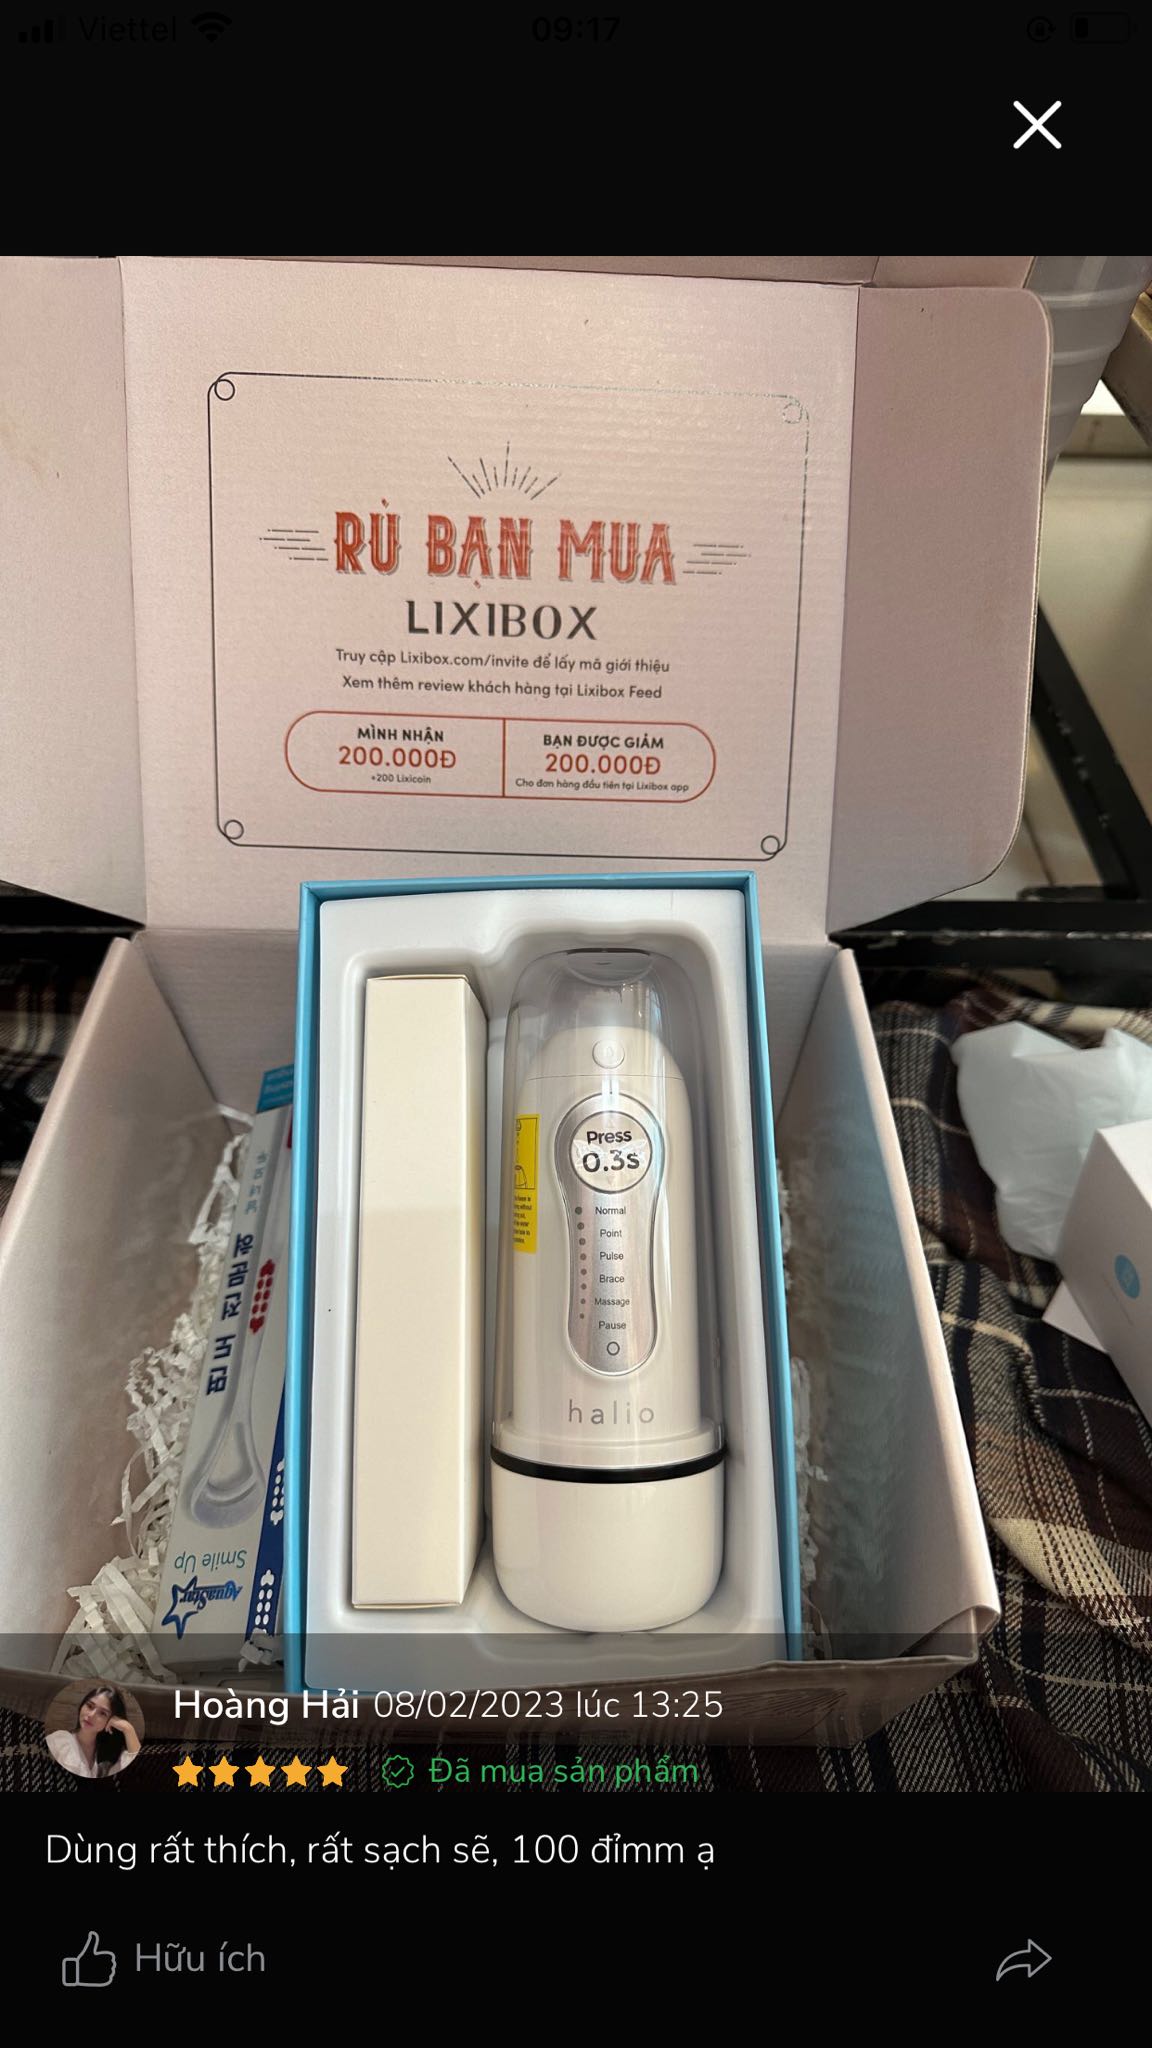 Viettel
09:17
RỦ BẠN MUA
LIXIBOX
Truy cập Lixibox.com/invite để lấy mã giới thiệu
Xem thêm review khách hàng tại Lixibox Feed
MÌNH NHẬN
200.000Đ
+200 Lixicoin
BẠN ĐƯỢC GIẢM
200.000Đ
Cho đơn hàng đầu tiên tại Lixibox app
Press
0.3s
Normal
Point
Pulse
Brace
Massage
Pause
halio
Smile Up
AquaStar
Hoàng Hải 08/02/2023 lúc 13:25
Đã mua sản phẩm
Dùng rất thích, rất sạch sẽ, 100 đỉmm ạ
Hữu ích